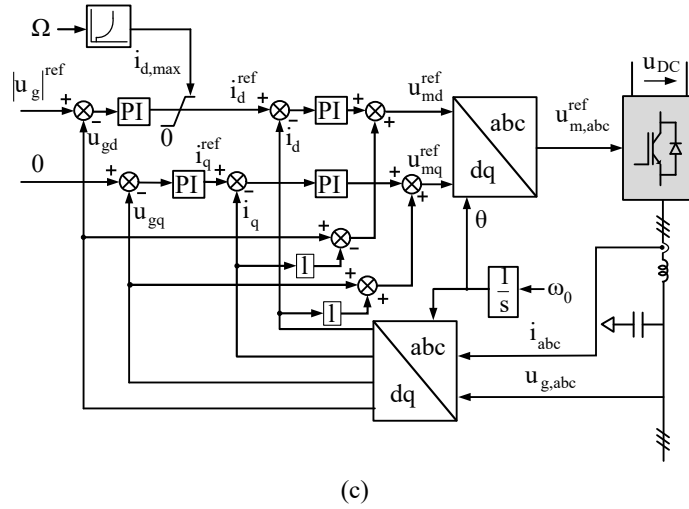 Ω
i_d,max
|u_g|^ref
+
−
PI
0
i_d^ref
+
−
PI
+
+
u_md^ref
abc
dq
u_m,abc^ref
u_DC
u_gd
i_d
0
+
−
PI
i_q^ref
+
−
PI
+
+
u_mq^ref
u_gq
i_q
θ
+
−
l
+
+
l
1
s
ω_0
abc
dq
i_abc
u_g,abc
(c)